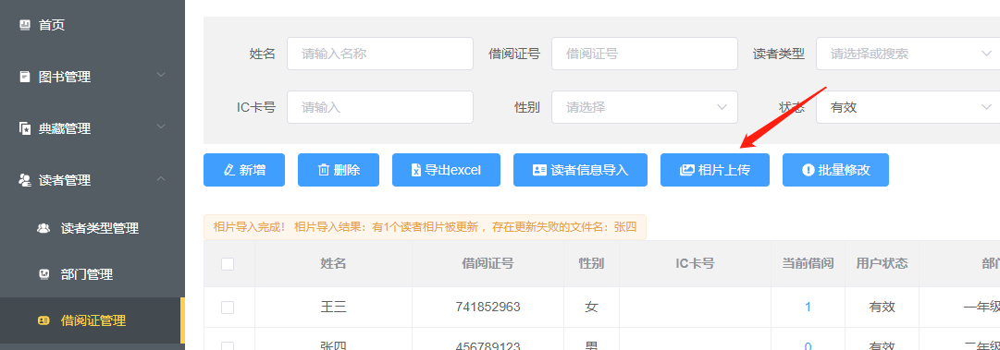 首页
图书管理
典藏管理
读者管理
读者类型管理
部门管理
借阅证管理
姓名 请输入名称 借阅证号 借阅证号 读者类型 请选择或搜索
IC卡号 请输入 性别 请选择 状态 有效
新增 删除 导出excel 读者信息导入 相片上传 批量修改
相片导入完成！ 相片导入结果：有1个读者相片被更新 ，存在更新失败的文件名：张四
姓名 借阅证号 性别 IC卡号 当前借阅 用户状态 部门
王三 741852963 女 1 有效 一年级
张四 456789123 男 0 有效 二年级